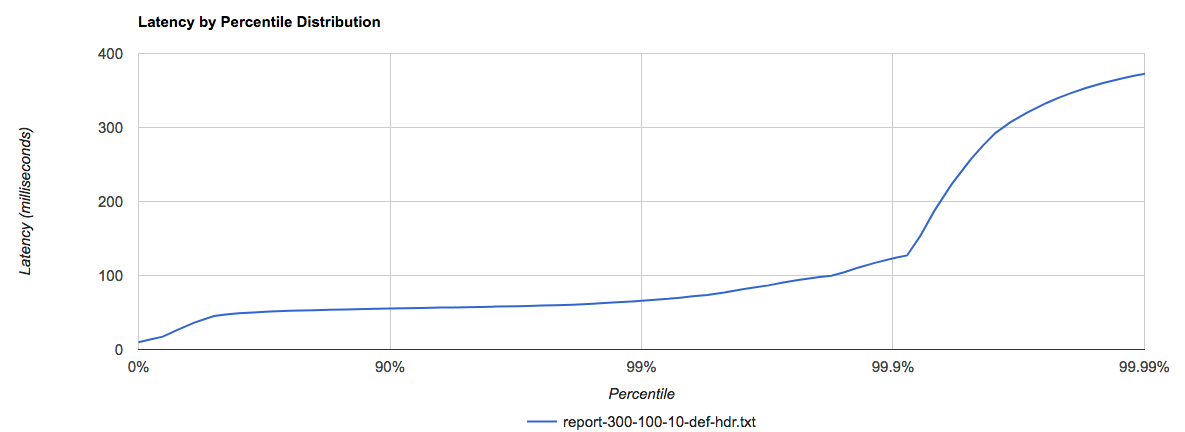 Latency by Percentile Distribution
400
300
200
100
0
Latency (milliseconds)
0% 90% 99% 99.9% 99.99%
Percentile
report-300-100-10-def-hdr.txt